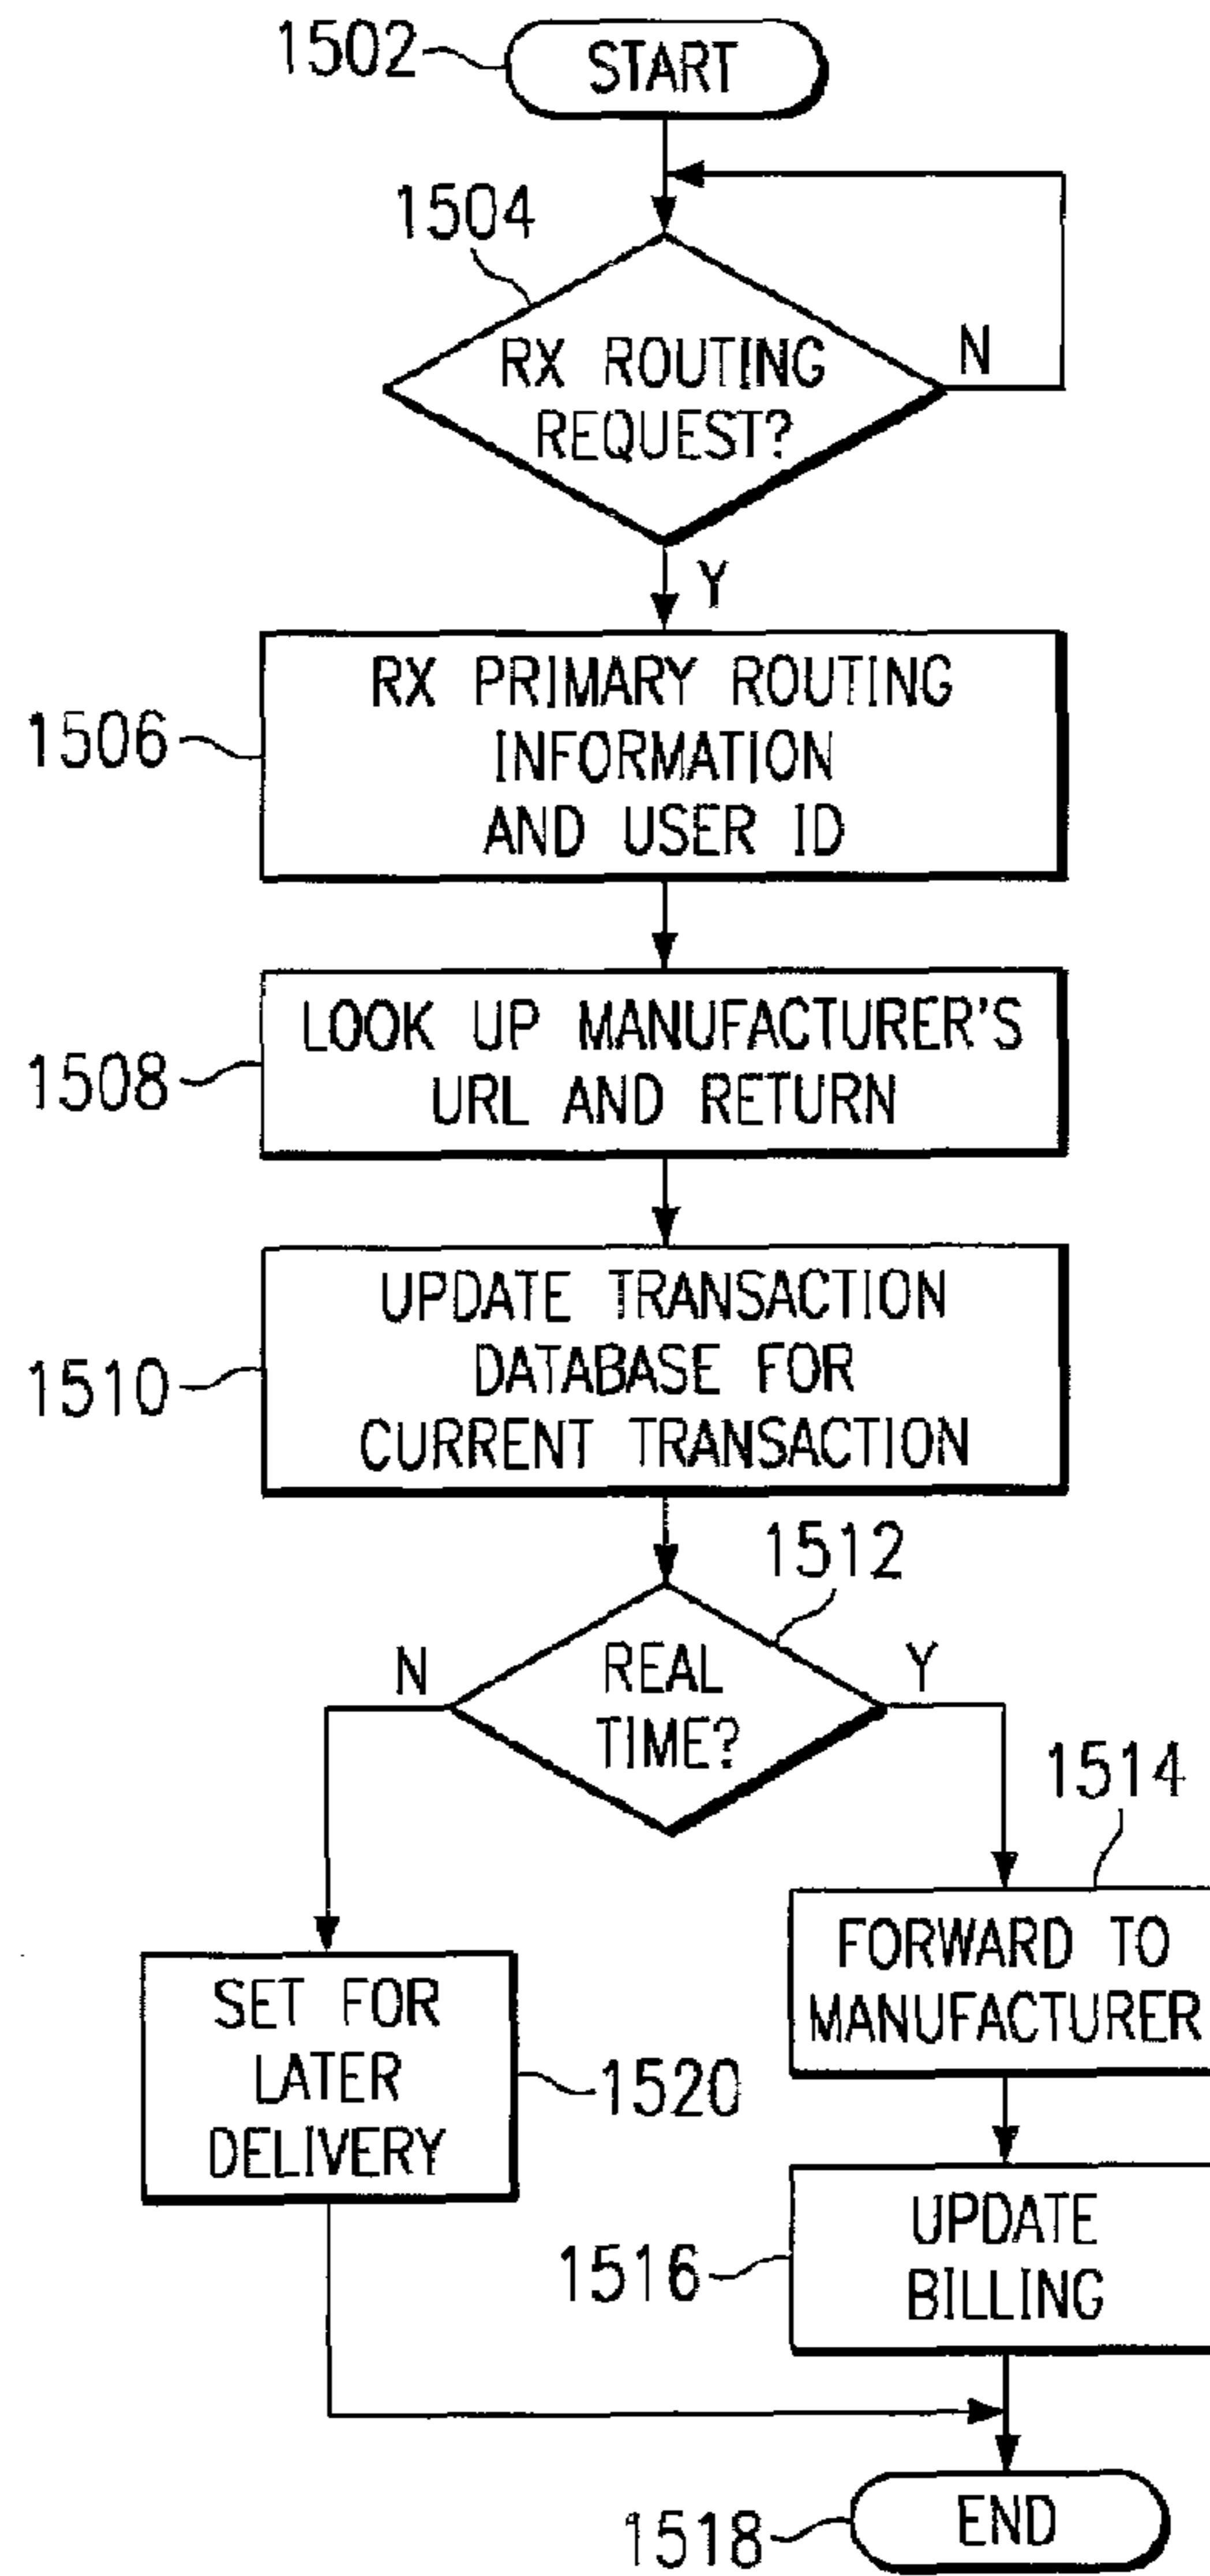 1502
START
1504
RX ROUTING
REQUEST?
N
Y
1506
RX PRIMARY ROUTING
INFORMATION
AND USER ID
1508
LOOK UP MANUFACTURER'S
URL AND RETURN
1510
UPDATE TRANSACTION
DATABASE FOR
CURRENT TRANSACTION
1512
N
REAL
TIME?
Y
1514
FORWARD TO
MANUFACTURER
SET FOR
LATER
DELIVERY
1520
1516
UPDATE
BILLING
1518
END